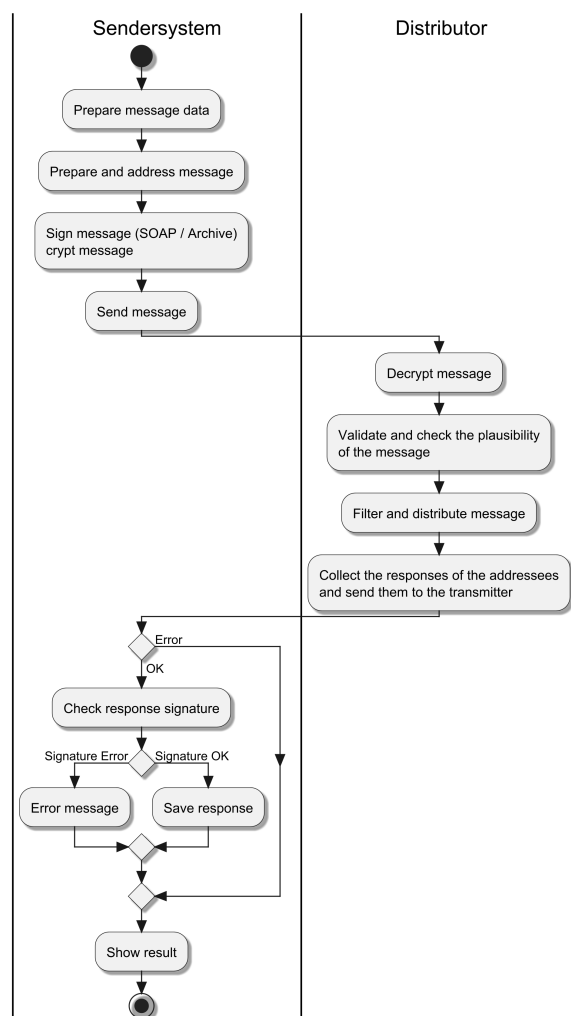 Sendersystem
Distributor
Prepare message data
Prepare and address message
Sign message (SOAP / Archive)
crypt message
Send message
Decrypt message
Validate and check the plausibility
of the message
Filter and distribute message
Collect the responses of the addressees
and send them to the transmitter
Error
OK
Check response signature
Signature Error
Signature OK
Error message
Save response
Show result